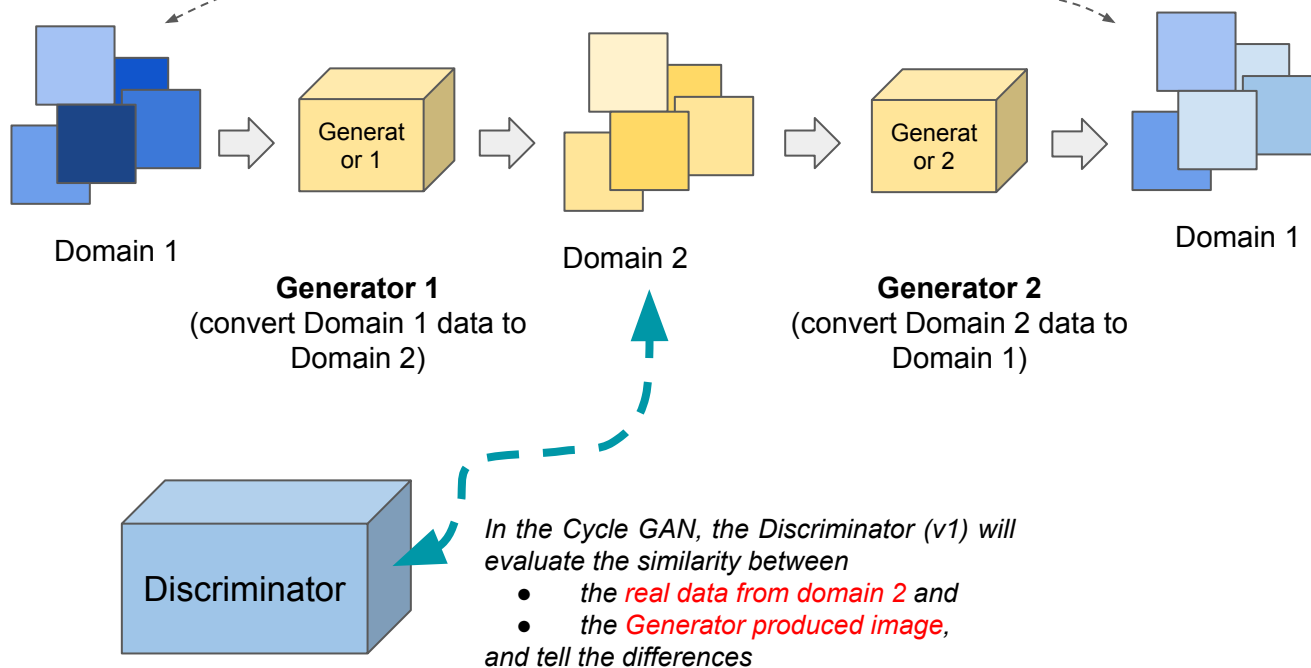 Generat
or 1
Generat
or 2
Domain 1
Domain 2
Domain 1
Generator 1
(convert Domain 1 data to
Domain 2)
Generator 2
(convert Domain 2 data to
Domain 1)
Discriminator
In the Cycle GAN, the Discriminator (v1) will
evaluate the similarity between
● the real data from domain 2 and
● the Generator produced image,
and tell the differences